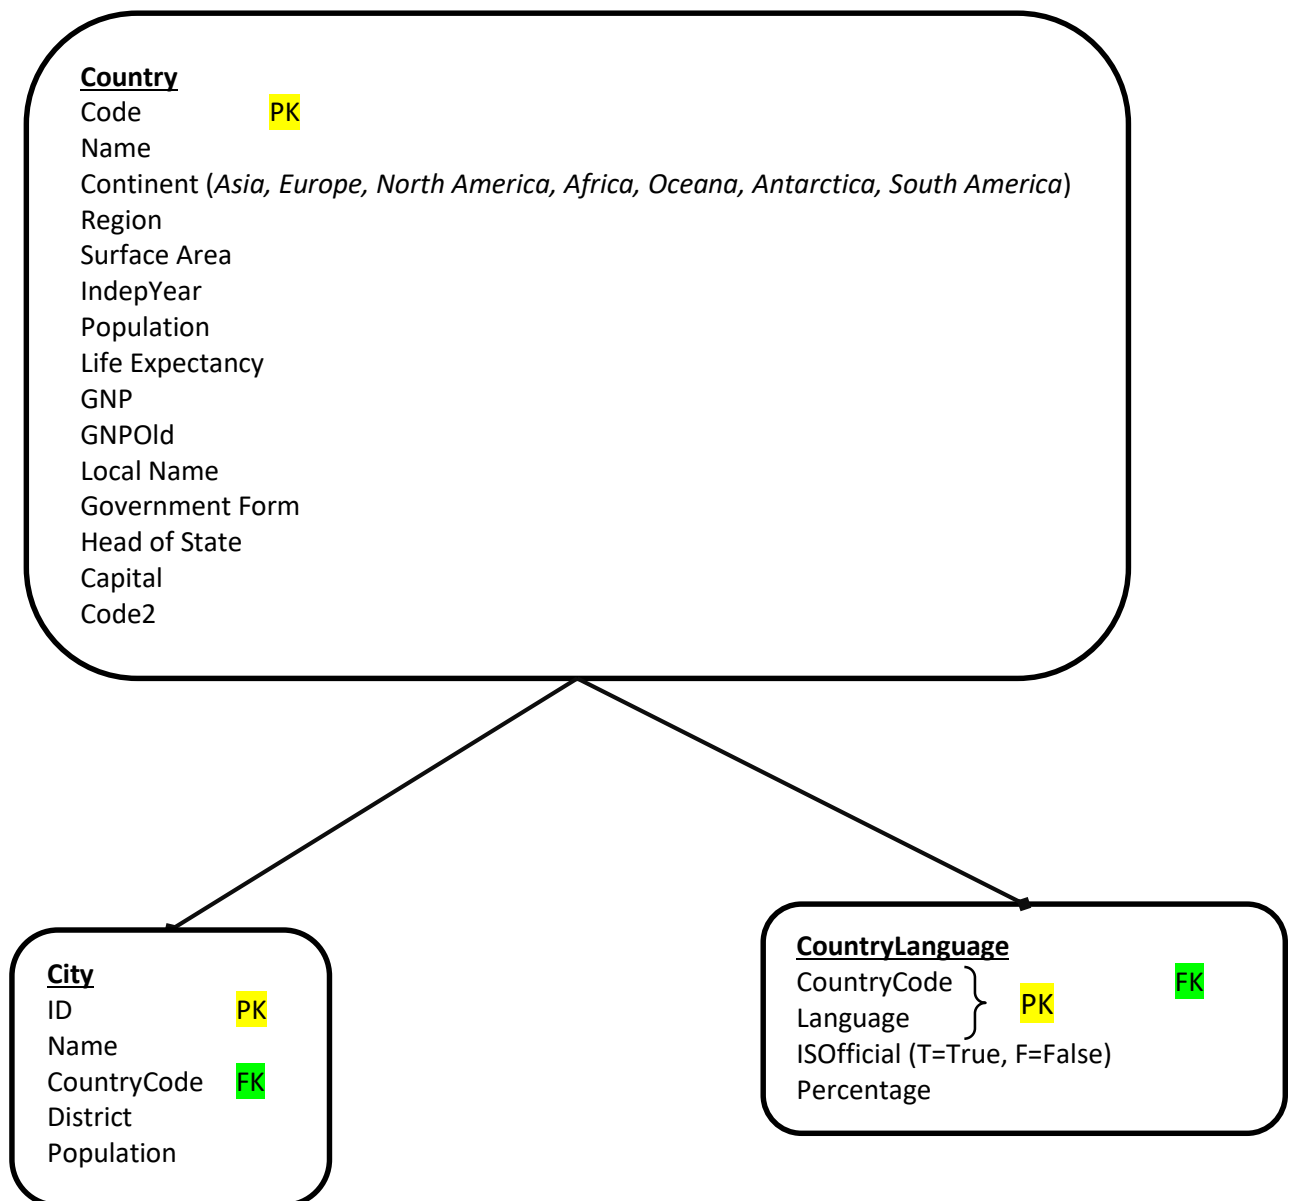 Country
Code PK
Name
Continent (Asia, Europe, North America, Africa, Oceana, Antarctica, South America)
Region
Surface Area
IndepYear
Population
Life Expectancy
GNP
GNPOld
Local Name
Government Form
Head of State
Capital
Code2
City
ID PK
Name
CountryCode FK
District
Population
CountryLanguage
CountryCode FK
PK
Language
ISOfficial (T=True, F=False)
Percentage